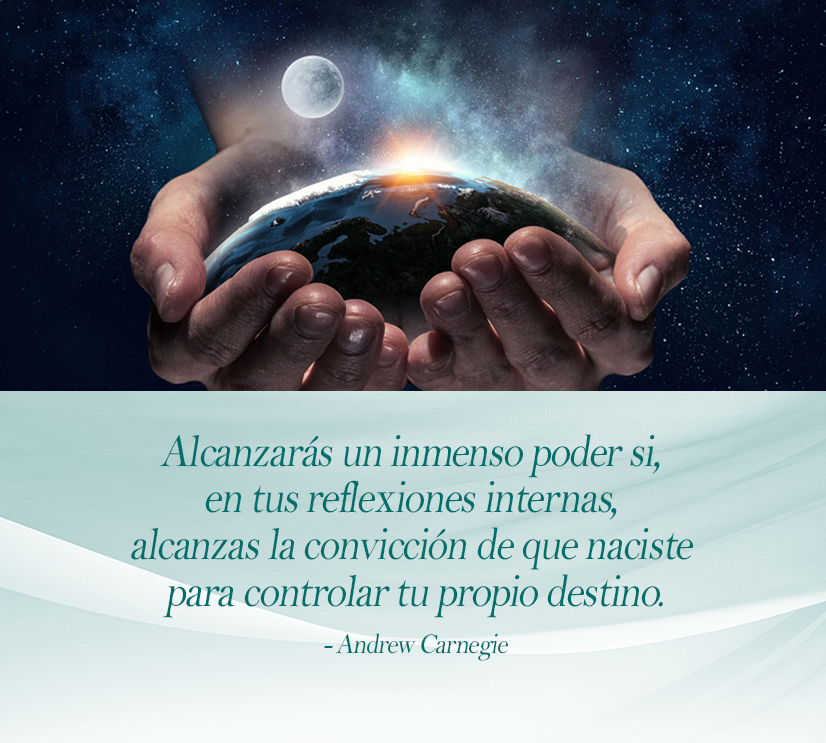 Alcanzarás un inmenso poder si,
en tus reflexiones internas,
alcanzas la convicción de que naciste
para controlar tu propio destino.
– Andrew Carnegie